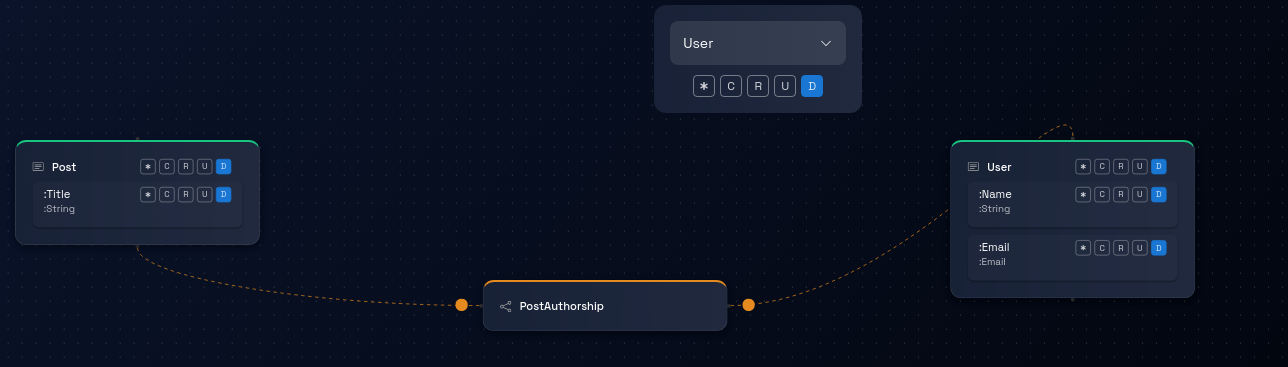 User
* C R U D
Post * C R U D
:Title * C R U D
:String
User * C R U D
:Name * C R U D
:String
:Email * C R U D
:Email
PostAuthorship